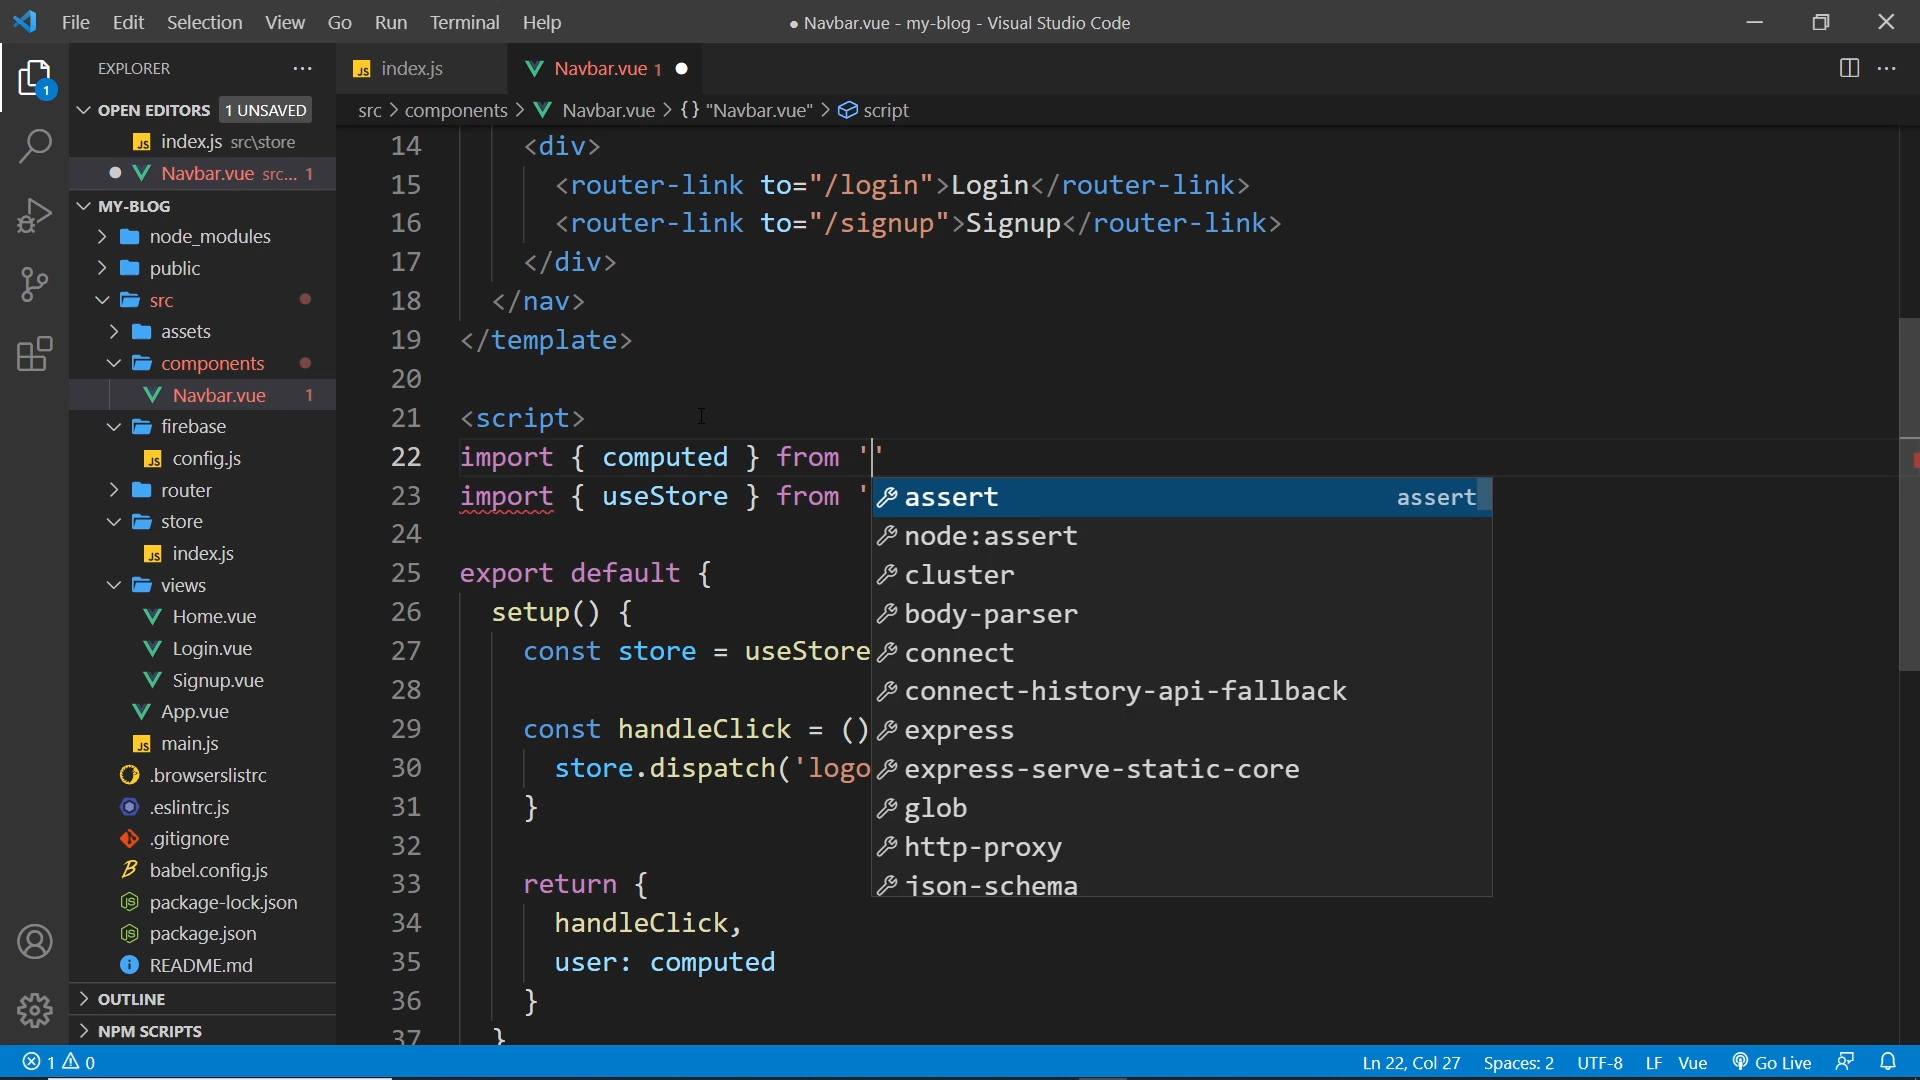 File Edit Selection View Go Run Terminal Help
● Navbar.vue - my-blog - Visual Studio Code
EXPLORER
OPEN EDITORS 1 UNSAVED
index.js src\store
Navbar.vue src... 1
MY-BLOG
node_modules
public
src
assets
components
Navbar.vue 1
firebase
config.js
router
store
index.js
views
Home.vue
Login.vue
Signup.vue
App.vue
main.js
.browserslistrc
.eslintrc.js
.gitignore
babel.config.js
package-lock.json
package.json
README.md
OUTLINE
NPM SCRIPTS
1
index.js
Navbar.vue 1
src > components > Navbar.vue > {} "Navbar.vue" > script
14 <div>
15 <router-link to="/login">Login</router-link>
16 <router-link to="/signup">Signup</router-link>
17 </div>
18 </nav>
19 </template>
20
21 <script>
22 import { computed } from ''
23 import { useStore } from '
24
25 export default {
26 setup() {
27 const store = useStore
28
29 const handleClick = ()
30 store.dispatch('logo
31 }
32
33 return {
34 handleClick,
35 user: computed
36 }
37 }
assert assert
node:assert
cluster
body-parser
connect
connect-history-api-fallback
express
express-serve-static-core
glob
http-proxy
json-schema
1 0
Ln 22, Col 27 Spaces: 2 UTF-8 LF Vue Go Live